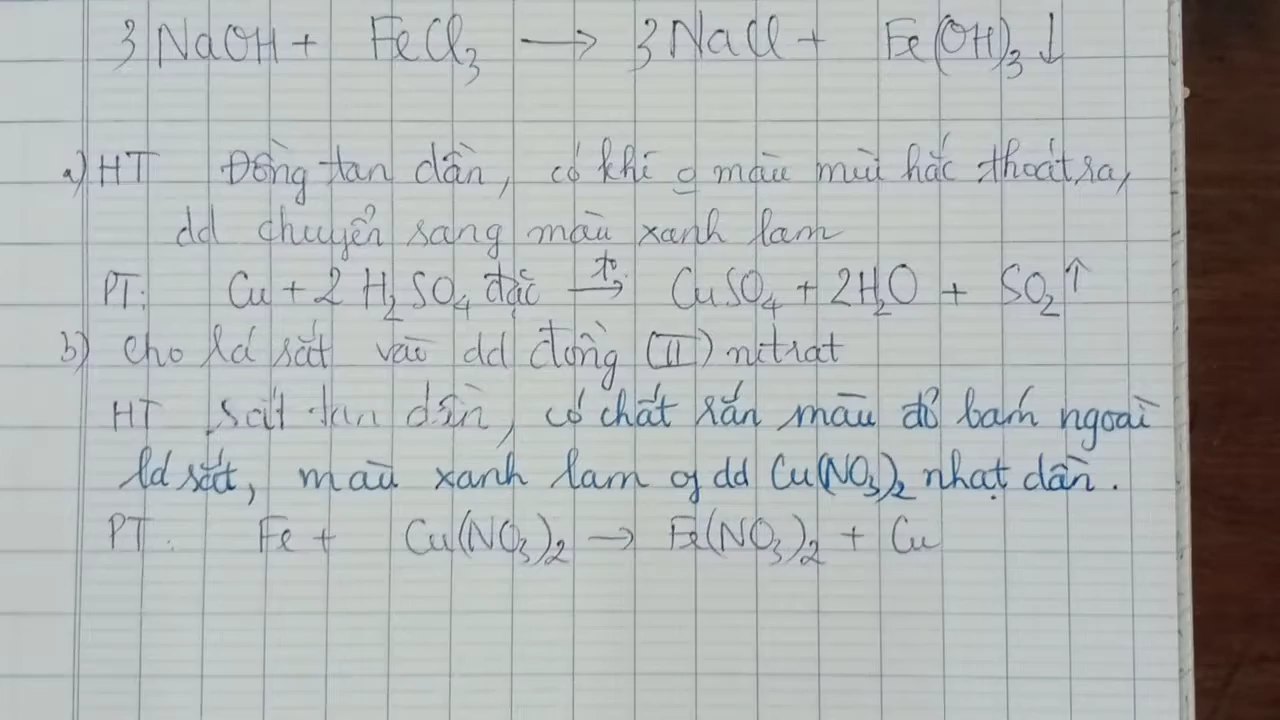 3NaOH + FeCl₃ → 3NaCl + Fe(OH)₃↓
a) HT Đồng tan dần, có khí g màu mùi hắc thoát ra,
dd chuyển sang màu xanh lam
PT: Cu + 2H₂SO₄ đặc t°→ CuSO₄ + 2H₂O + SO₂↑
b) cho lá sắt vào dd đồng (II) nitrat
HT Sắt tan dần, có chất rắn màu đỏ bám ngoài
lá sắt, màu xanh lam of dd Cu(NO₃)₂ nhạt dần.
PT: Fe + Cu(NO₃)₂ → Fe(NO₃)₂ + Cu